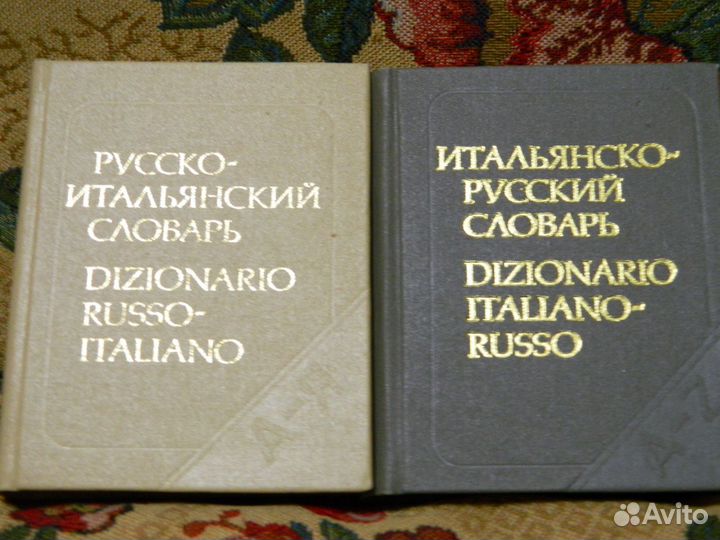 РУССКО-
ИТАЛЬЯНСКИЙ
СЛОВАРЬ
DIZIONARIO
RUSSO-
ITALIANO
А-Я
ИТАЛЬЯНСКО-
РУССКИЙ
СЛОВАРЬ
DIZIONARIO
ITALIANO-
RUSSO
A-Z
Avito